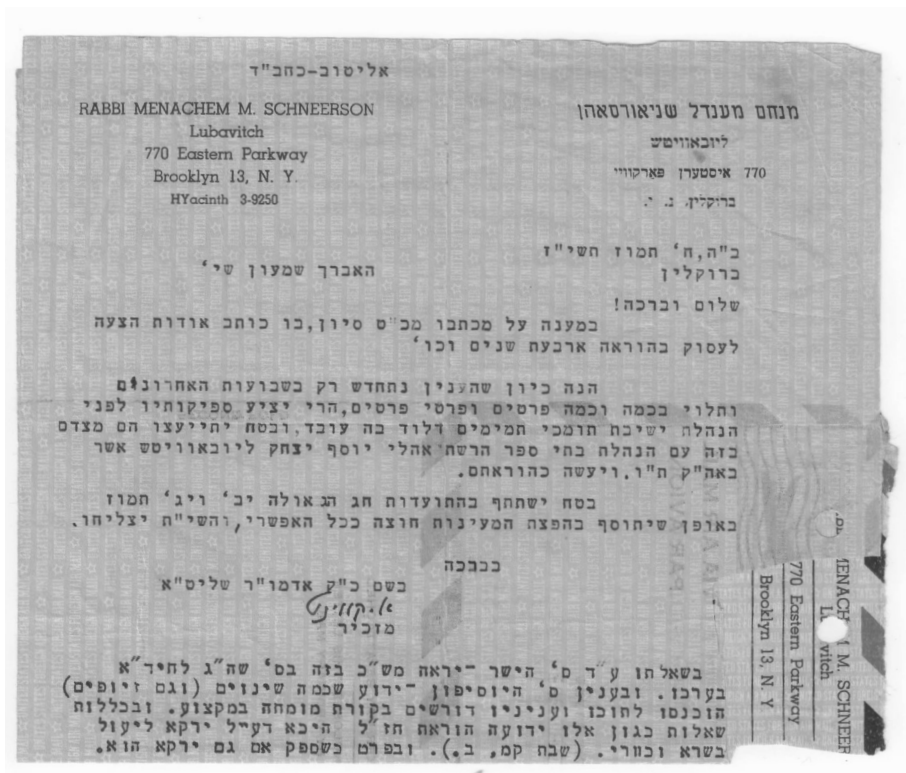 אליטוב-כחב"ד
RABBI MENACHEM M. SCHNEERSON
Lubavitch
770 Eastern Parkway
Brooklyn 13, N. Y.
HYacinth 3-9250
מנחם מענדל שניאורסאהן
ליובאוויטש
770 איסטערן פארקוויי
ברוקלין, נ. י.
ב"ה,ח' תמוז תשי"ז
ברוקלין
האברך שמעון שי'
שלום וברכה!
במענה על מכתבו מכ"ט סיון,בו כותב אודות הצעה
לעסוק בהוראה ארבעת שנים וכו'
הנה כיון שהענין נתחדש רק בשבועות האחרונים
ותלוי בכמה וכמה פרטים ופרטי פרטים,הרי יציע ספיקותיו לפני
הנהלת ישיבת תומכי תמימים דלוד בה עובד,ובטח יתייעצו הם מצדם
בזה עם הנהלת בתי ספר הרשת אהלי יוסף יצחק ליובאוויטש אשר
באה"ק ת"ו,ויעשה כהוראתם.
בטח ישתתף בהתועדות חג הגאולה יב' ויג' תמוז
באופן שיתוסף בהפצת המעינות חוצה ככל האפשרי,והשי"ת יצליחו.
בברכה
בשם כ"ק אדמו"ר שליט"א
א. קווינט
מזכיר
בשאלתו ע"ד ס' הישר -יראה מש"כ בזה בס' שה"ג לחיד"א
בערכו. ובענין ס' היוסיפון -ידוע שכמה שינוים (וגם זיופים)
הוכנסו לתוכו ועניניו דורשים בקורת מומחה במקצוע. ובכללות
שאלות כגון אלו ידועה הוראת חז"ל היכא דעייל ירקא ליעול
בשרא וכוורי. (שבת קמ, ב.). ובפרט כשספק אם גם ירקא הוא.
MENACH M M. SCHNEER
L vitch
770 Eastern Parkway
Brooklyn 13, N. Y
PAR AVION